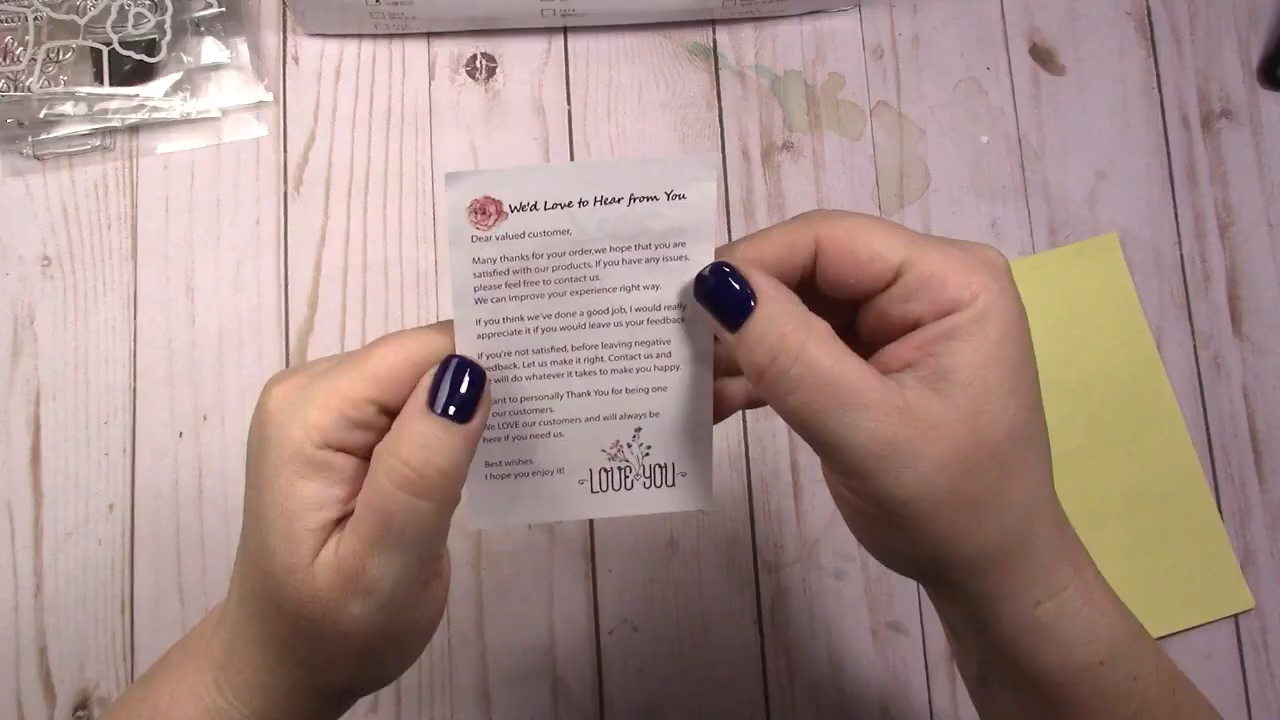 We'd Love to Hear from You
Dear valued customer,
Many thanks for your order,we hope that you are
satisfied with our products. If you have any issues,
please feel free to contact us.
We can improve your experience right way.
If you think we've done a good job, I would really
appreciate it if you would leave us your feedback
If you're not satisfied, before leaving negative
edback. Let us make it right. Contact us and
will do whatever it takes to make you happy.
ant to personally Thank You for being one
our customers.
We LOVE our customers and will always be
here if you need us.
Best wishes.
I hope you enjoy it!
LOVE YOU